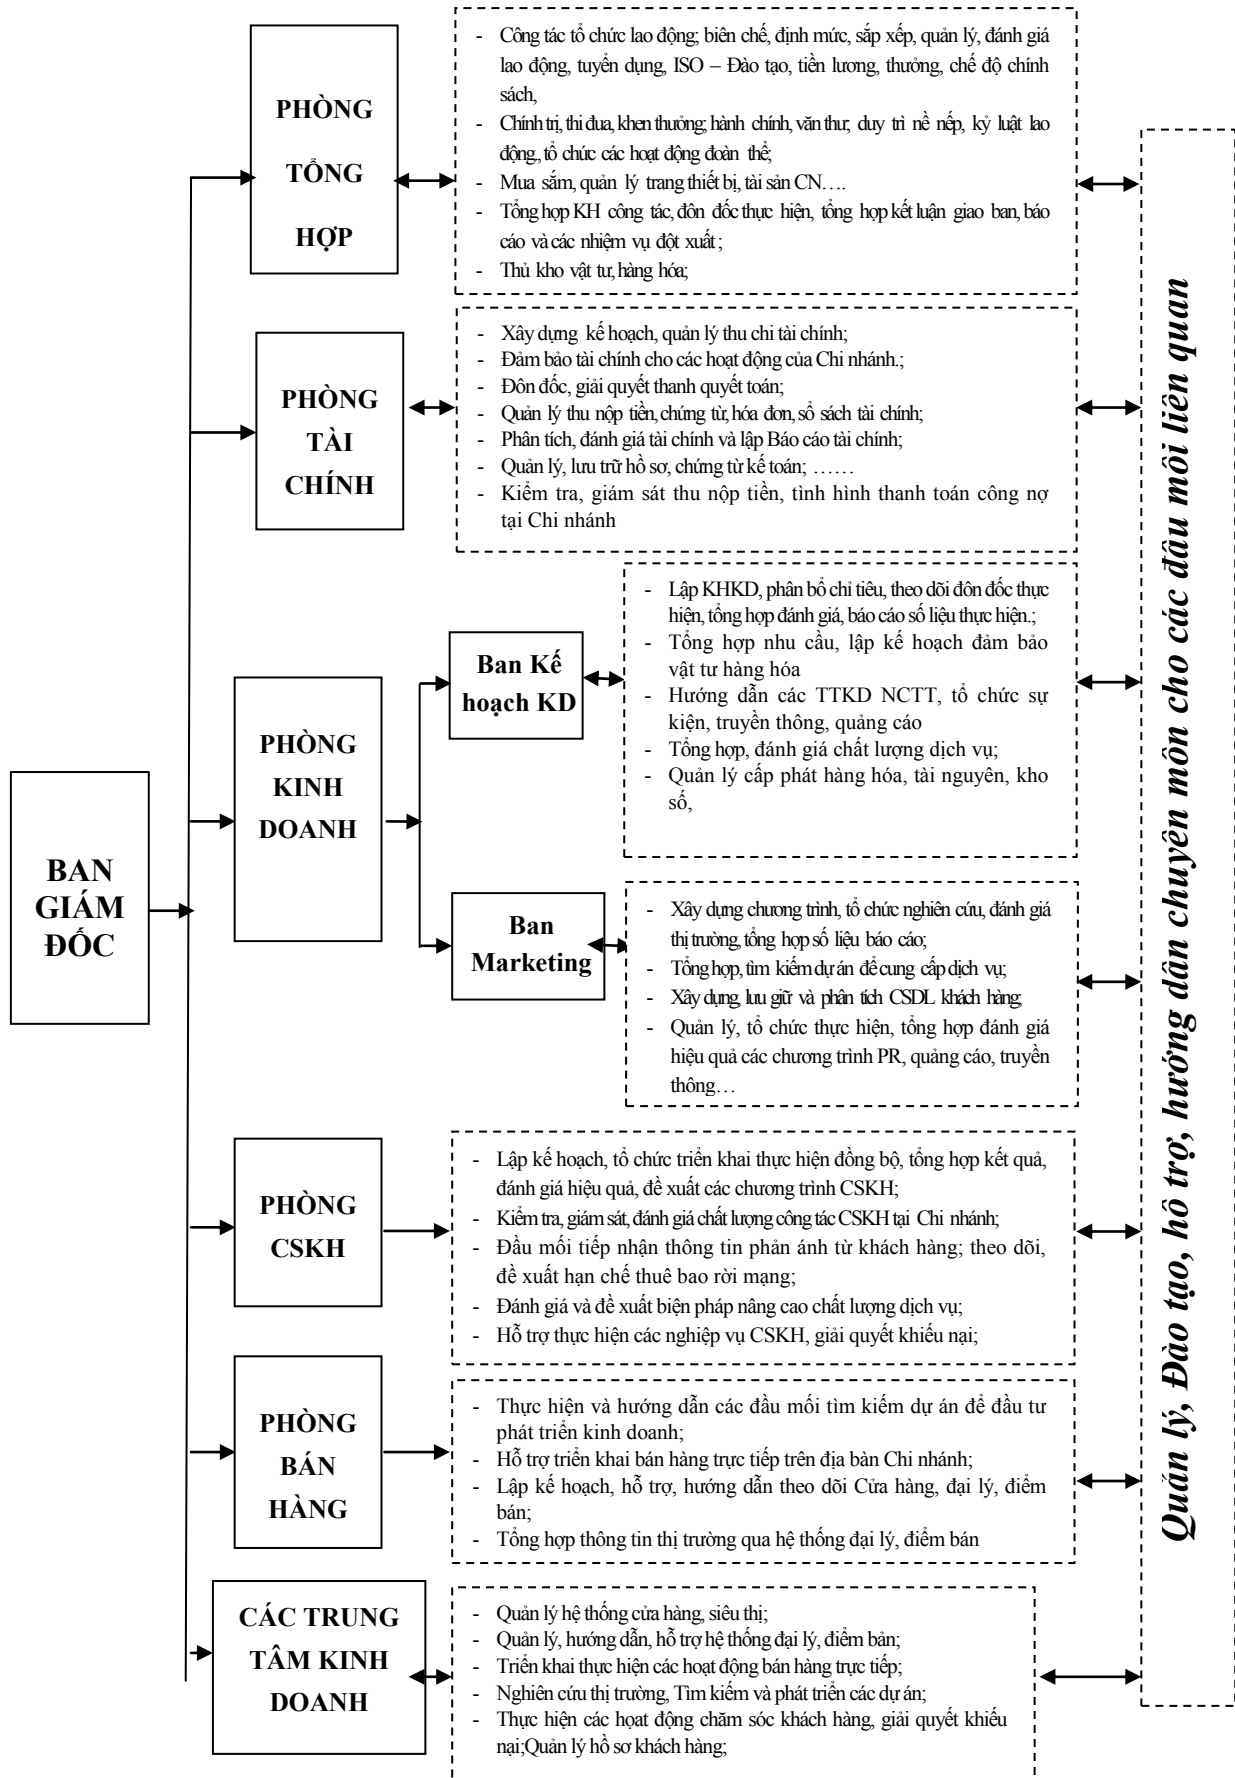 PHÒNG
TỔNG
HỢP
- Công tác tổ chức lao động; biên chế, định mức, sắp xếp, quản lý, đánh giá
lao động, tuyển dụng, ISO – Đào tạo, tiền lương, thưởng, chế độ chính
sách,
- Chính trị, thi đua, khen thưởng; hành chính, văn thư; duy trì nề nếp, kỷ luật lao
động,.tổ chức các hoạt động đoàn thể;
- Mua sắm, quản lý trang thiết bị, tài sản CN….
- Tổng hợp KH công tác, đôn đốc thực hiện, tổng hợp kết luận giao ban, báo
cáo và các nhiệm vụ đột xuất ;
- Thủ kho vật tư, hàng hóa;
PHÒNG
TÀI
CHÍNH
- Xây dựng kế hoạch, quản lý thu chi tài chính;
- Đảm bảo tài chính cho các hoạt động của Chi nhánh.;
- Đôn đốc, giải quyết thanh quyết toán;
- Quản lý thu nộp tiền, chứng từ, hóa đơn, sổ sách tài chính;
- Phân tích, đánh giá tài chính và lập Báo cáo tài chính;
- Quản lý, lưu trữ hồ sơ, chứng từ kế toán; ……
- Kiểm tra, giám sát thu nộp tiền, tình hình thanh toán công nợ
tại Chi nhánh
BAN
GIÁM
ĐỐC
PHÒNG
KINH
DOANH
Ban Kế
hoạch KD
- Lập KHKD, phân bổ chỉ tiêu, theo dõi đôn đốc thực
hiện, tổng hợp đánh giá, báo cáo số liệu thực hiện.;
- Tổng hợp nhu cầu, lập kế hoạch đảm bảo
vật tư hàng hóa
- Hướng dẫn các TTKD NCTT, tổ chức sự
kiện, truyền thông, quảng cáo
- Tổng hợp, đánh giá chất lượng dịch vụ;
- Quản lý cấp phát hàng hóa, tài nguyên, kho
số,
Ban
Marketing
- Xây dựng chương trình, tổ chức nghiên cứu, đánh giá
thị trường, tổng hợp số liệu báo cáo;
- Tổng hợp, tìm kiếm dự án để cung cấp dịch vụ;
- Xây dựng, lưu giữ và phân tích CSDL khách hàng;
- Quản lý, tổ chức thực hiện, tổng hợp đánh giá
hiệu quả các chương trình PR, quảng cáo, truyền
thông…
PHÒNG
CSKH
- Lập kế hoạch, tổ chức triển khai thực hiện đồng bộ, tổng hợp kết quả,
đánh giá hiệu quả, đề xuất các chương trình CSKH;
- Kiểm tra, giám sát, đánh giá chất lượng công tác CSKH tại Chi nhánh;
- Đầu mối tiếp nhận thông tin phản ánh từ khách hàng; theo dõi,
đề xuất hạn chế thuê bao rời mạng;
- Đánh giá và đề xuất biện pháp nâng cao chất lượng dịch vụ;
- Hỗ trợ thực hiện các nghiệp vụ CSKH, giải quyết khiếu nại;
PHÒNG
BÁN
HÀNG
- Thực hiện và hướng dẫn các đầu mối tìm kiếm dự án để đầu tư
phát triển kinh doanh;
- Hỗ trợ triển khai bán hàng trực tiếp trên địa bàn Chi nhánh;
- Lập kế hoạch, hỗ trợ, hướng dẫn theo dõi Cửa hàng, đại lý, điểm
bán;
- Tổng hợp thông tin thị trường qua hệ thống đại lý, điểm bán
CÁC TRUNG
TÂM KINH
DOANH
- Quản lý hệ thống cửa hàng, siêu thị;
- Quản lý, hướng dẫn, hỗ trợ hệ thống đại lý, điểm bản;
- Triển khai thực hiện các hoạt động bán hàng trực tiếp;
- Nghiên cứu thị trường, Tìm kiếm và phát triển các dự án;
- Thực hiện các họat động chăm sóc khách hàng, giải quyết khiếu
nại;Quản lý hồ sơ khách hàng;
Quản lý, Đào tạo, hỗ trợ, hướng dẫn chuyên môn cho các đầu mối liên quan